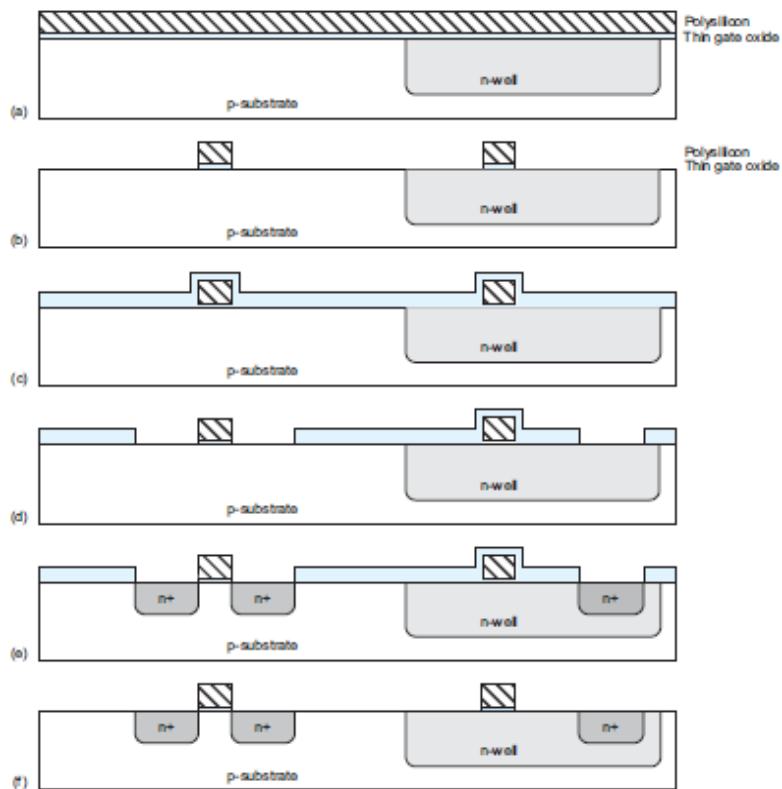 Polysilicon
Thin gate oxide
n-well
p-substrate
(a)
Polysilicon
Thin gate oxide
n-well
p-substrate
(b)
n-well
p-substrate
(c)
n-well
p-substrate
(d)
n+ n+ n+
n-well
p-substrate
(e)
n+ n+ n+
n-well
p-substrate
(f)